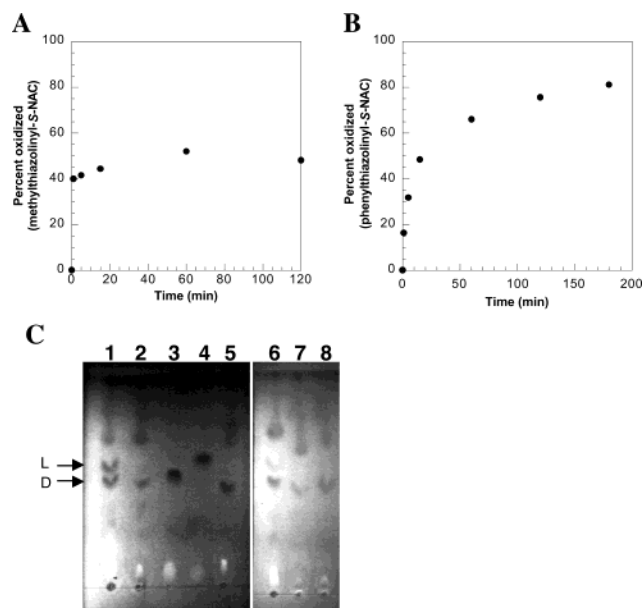 A
Percent oxidized
(methylthiazolinyl-S-NAC)
100
80
60
40
20
0
0 20 40 60 80 100 120
Time (min)
B
Percent oxidized
(phenylthiazolinyl-S-NAC)
100
80
60
40
20
0
0 50 100 150 200
Time (min)
C
1 2 3 4 5 6 7 8
L
D